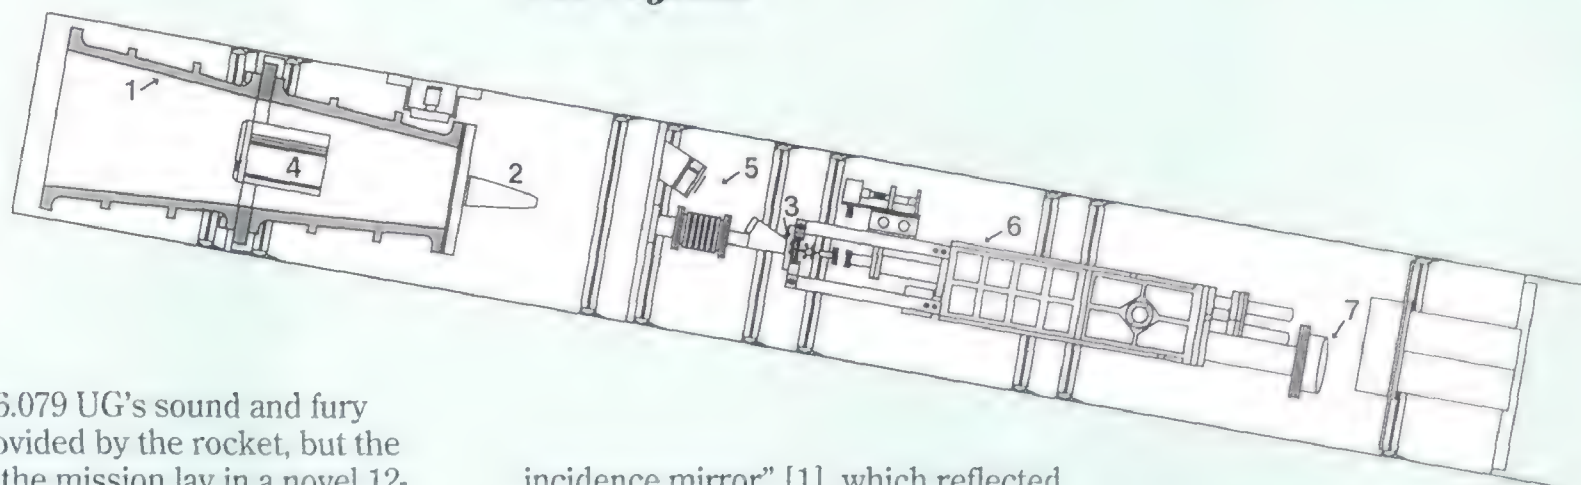 1
4
2
5
3
6
7
6.079 UG's sound and fury
ovided by the rocket, but the
the mission lay in a novel 12-
incidence mirror" [1], which reflected